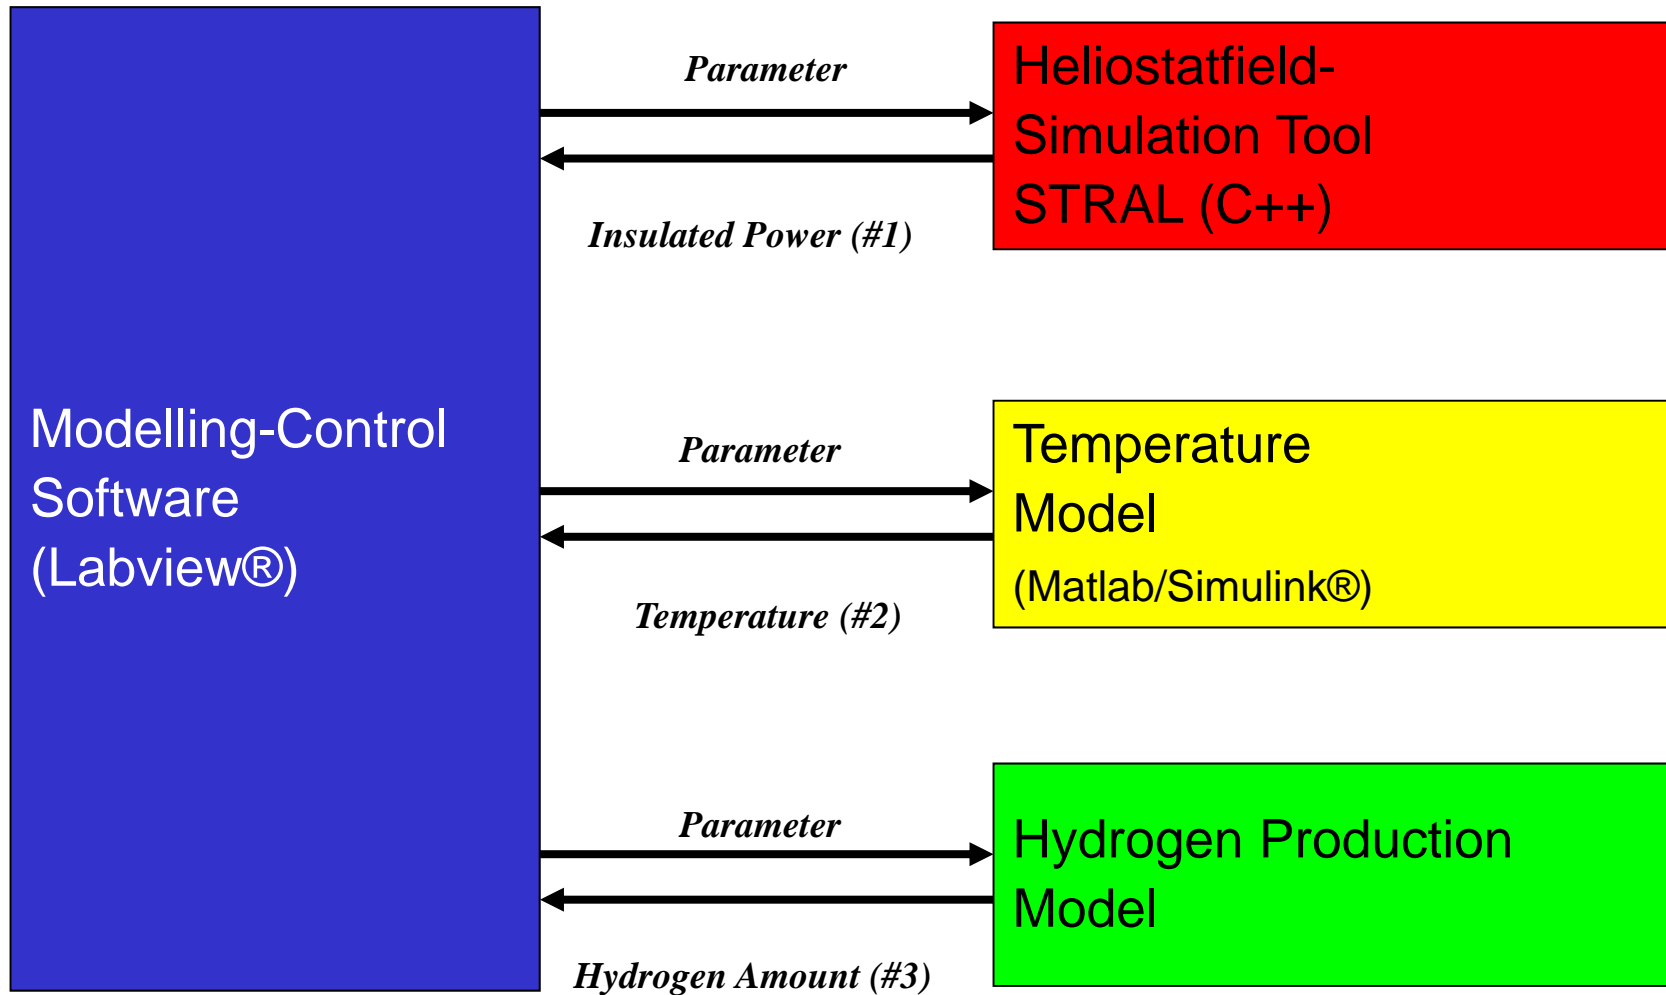 Modelling-Control
Software
(Labview®)
Parameter
Insulated Power (#1)
Heliostatfield-
Simulation Tool
STRAL (C++)
Parameter
Temperature (#2)
Temperature
Model
(Matlab/Simulink®)
Parameter
Hydrogen Amount (#3)
Hydrogen Production
Model